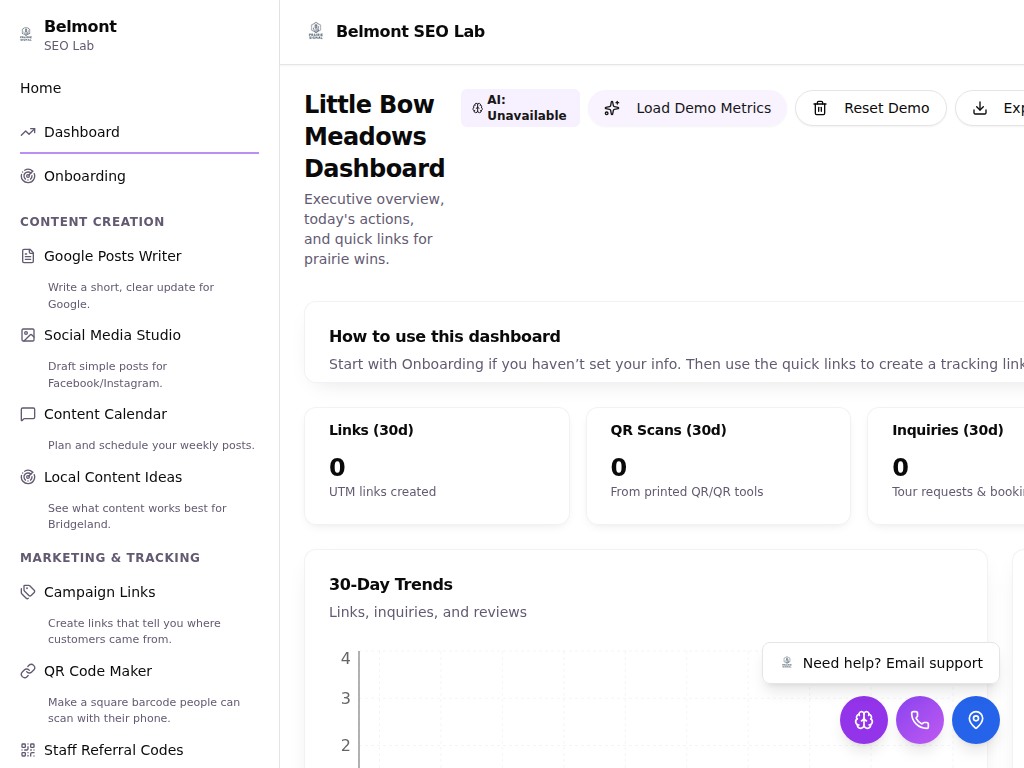 Belmont
SEO Lab
Home
Dashboard
Onboarding
CONTENT CREATION
Google Posts Writer
Write a short, clear update for
Google.
Social Media Studio
Draft simple posts for
Facebook/Instagram.
Content Calendar
Plan and schedule your weekly posts.
Local Content Ideas
See what content works best for
Bridgeland.
MARKETING & TRACKING
Campaign Links
Create links that tell you where
customers came from.
QR Code Maker
Make a square barcode people can
scan with their phone.
Staff Referral Codes
Belmont SEO Lab
Little Bow
Meadows
Dashboard
Executive overview,
today's actions,
and quick links for
prairie wins.
AI:
Unavailable
Load Demo Metrics
Reset Demo
Exp
How to use this dashboard
Start with Onboarding if you haven’t set your info. Then use the quick links to create a tracking link
Links (30d)
0
UTM links created
QR Scans (30d)
0
From printed QR/QR tools
Inquiries (30d)
0
Tour requests & booki
30-Day Trends
Links, inquiries, and reviews
4
3
2
Need help? Email support